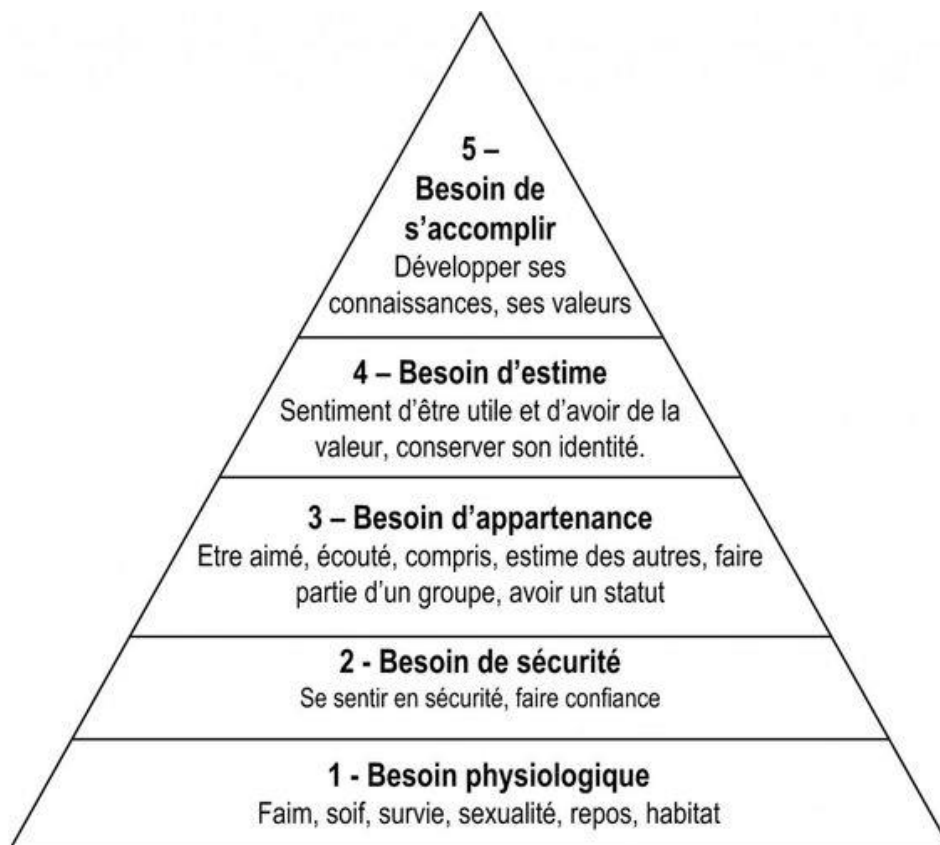 5 –
Besoin de
s’accomplir
Développer ses
connaissances, ses valeurs
4 – Besoin d’estime
Sentiment d’être utile et d’avoir de la
valeur, conserver son identité.
3 – Besoin d’appartenance
Etre aimé, écouté, compris, estime des autres, faire
partie d’un groupe, avoir un statut
2 - Besoin de sécurité
Se sentir en sécurité, faire confiance
1 - Besoin physiologique
Faim, soif, survie, sexualité, repos, habitat